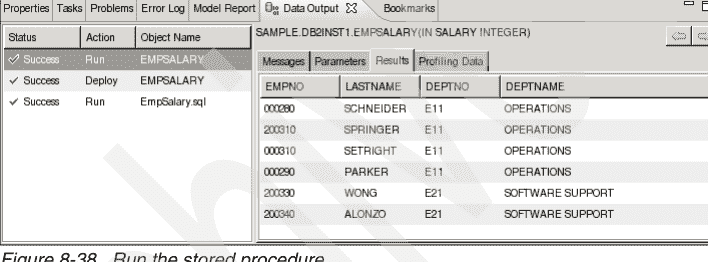 Properties Tasks Problems Error Log Model Report Data Output Bookmarks
Status Action Object Name
Success Run EMPSALARY
Success Deploy EMPSALARY
Success Run EmpSalary.sql
SAMPLE.DB2INST1.EMPSALARY(IN SALARY INTEGER)
Messages Parameters Results Profiling Data
EMPNO LASTNAME DEPTNO DEPTNAME
000280 SCHNEIDER E11 OPERATIONS
200310 SPRINGER E11 OPERATIONS
000310 SETRIGHT E11 OPERATIONS
000290 PARKER E11 OPERATIONS
200330 WONG E21 SOFTWARE SUPPORT
200340 ALONZO E21 SOFTWARE SUPPORT
Figure 8-38 Run the stored procedure